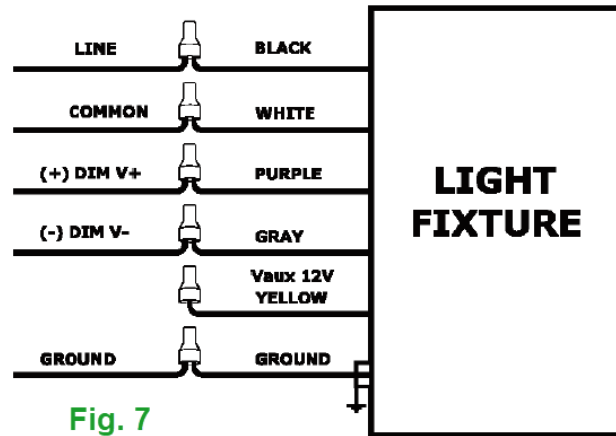 LINE BLACK
COMMON WHITE
(+) DIM V+ PURPLE
(-) DIM V- GRAY
Vaux 12V
YELLOW
GROUND GROUND
LIGHT
FIXTURE
Fig. 7